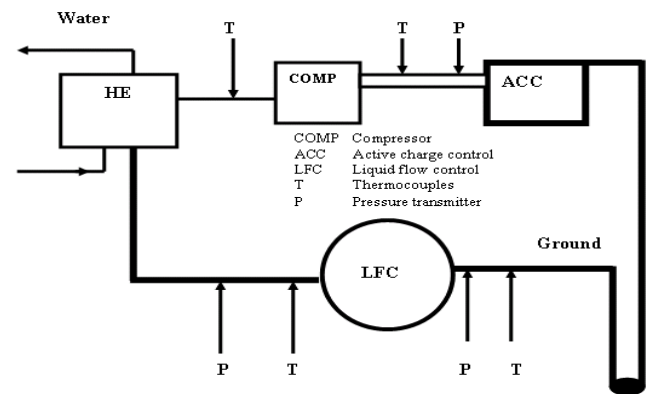 Water
T
T
P
HE
COMP
ACC
COMP Compressor
ACC Active charge control
LFC Liquid flow control
T Thermocouples
P Pressure transmitter
Ground
LFC
P
T
P
T